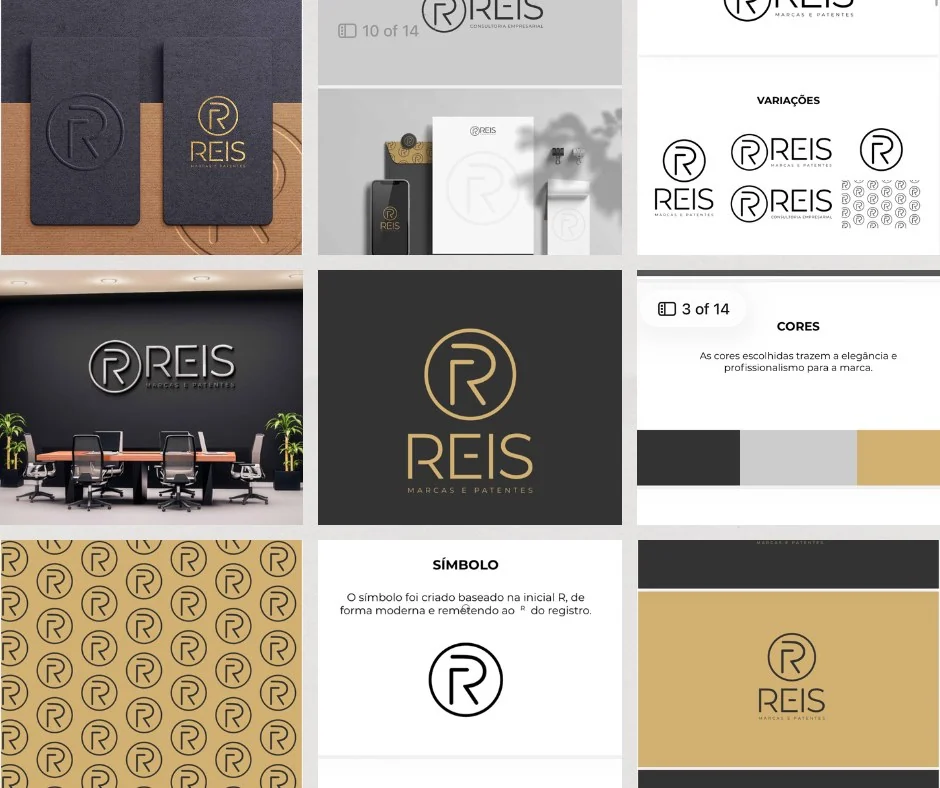 R
R
REIS
MARCAS E PATENTES
10 of 14
R
REIS
CONSULTORIA EMPRESARIAL
REIS
REIS
REIS
MARCAS E PATENTES
VARIAÇÕES
R
REIS
MARCAS E PATENTES
R
REIS
MARCAS E PATENTES
R
REIS
CONSULTORIA EMPRESARIAL
R
R
REIS
MARCAS E PATENTES
R
REIS
MARCAS E PATENTES
3 of 14
CORES
As cores escolhidas trazem a elegância e
profissionalismo para a marca.
SÍMBOLO
O símbolo foi criado baseado na inicial R, de
forma moderna e remetendo ao R do registro.
R
MARCAS E PATENTES
R
REIS
MARCAS E PATENTES